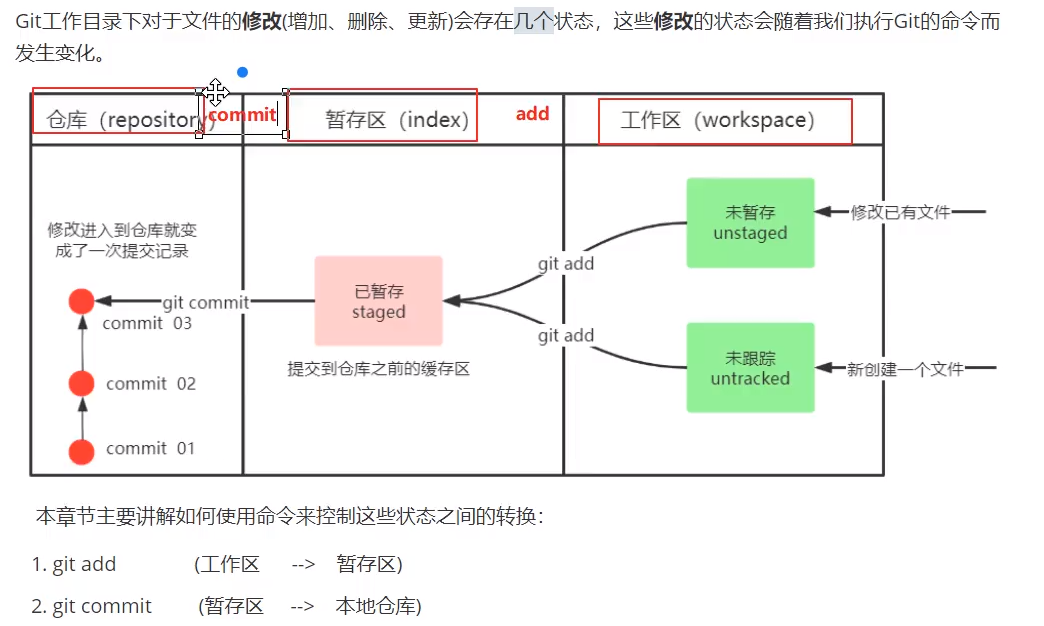 Git工作目录下对于文件的修改(增加、删除、更新)会存在几个状态，这些修改的状态会随着我们执行Git的命令而
发生变化。
仓库（repository） commit 暂存区（index） add 工作区（workspace）
未暂存
unstaged
修改已有文件
修改进入到仓库就变
成了一次提交记录
git add
已暂存
staged
git commit
commit 03
git add
未跟踪
untracked
新创建一个文件
提交到仓库之前的缓存区
commit 02
commit 01
本章节主要讲解如何使用命令来控制这些状态之间的转换：
1. git add (工作区 --> 暂存区)
2. git commit (暂存区 --> 本地仓库)